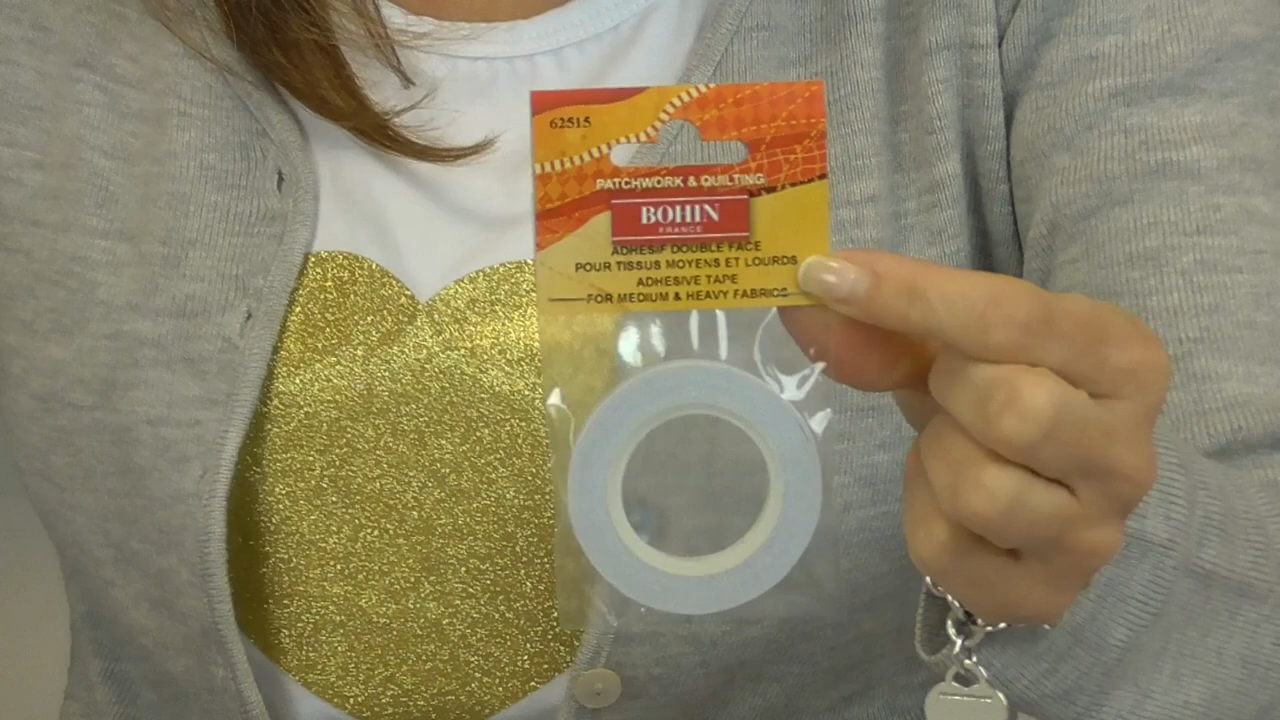 62515
PATCHWORK & QUILTING
BOHIN
FRANCE
ADHESIF DOUBLE FACE
POUR TISSUS MOYENS ET LOURDS
ADHESIVE TAPE
FOR MEDIUM & HEAVY FABRICS